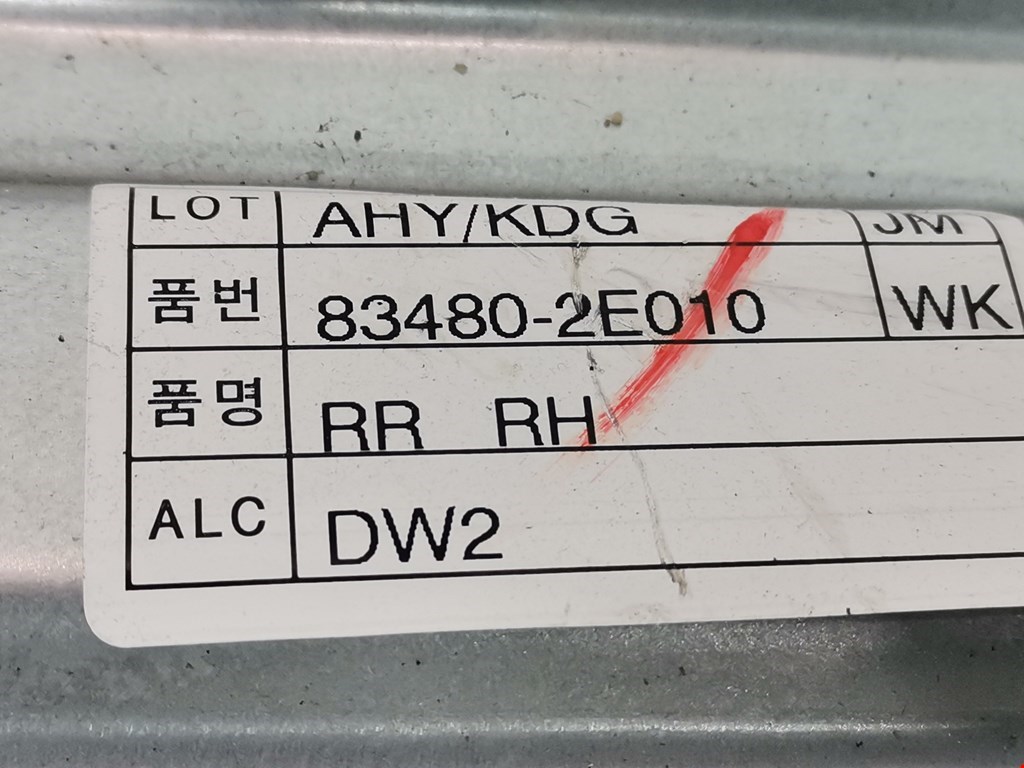 LOT AHY/KDG JM
품번 83480-2E010 WK
품명 RR RH
ALC DW2